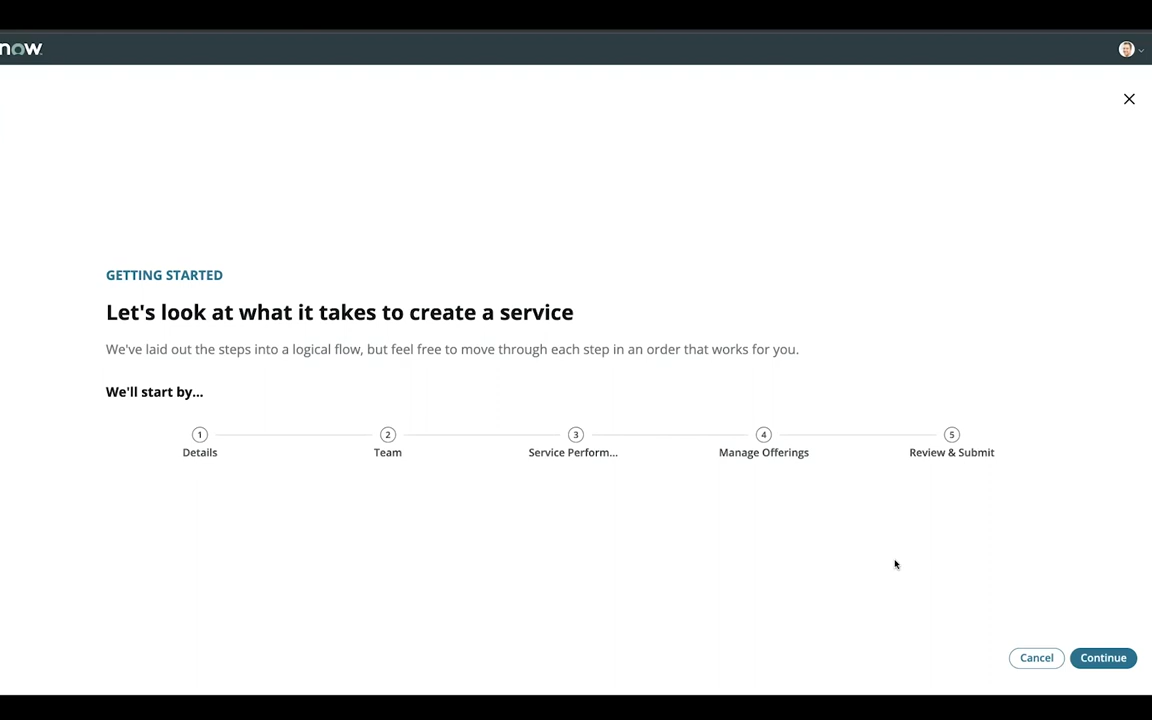 now
GETTING STARTED
Let's look at what it takes to create a service
We've laid out the steps into a logical flow, but feel free to move through each step in an order that works for you.
We'll start by...
1 2 3 4 5
Details Team Service Perform... Manage Offerings Review & Submit
Cancel Continue